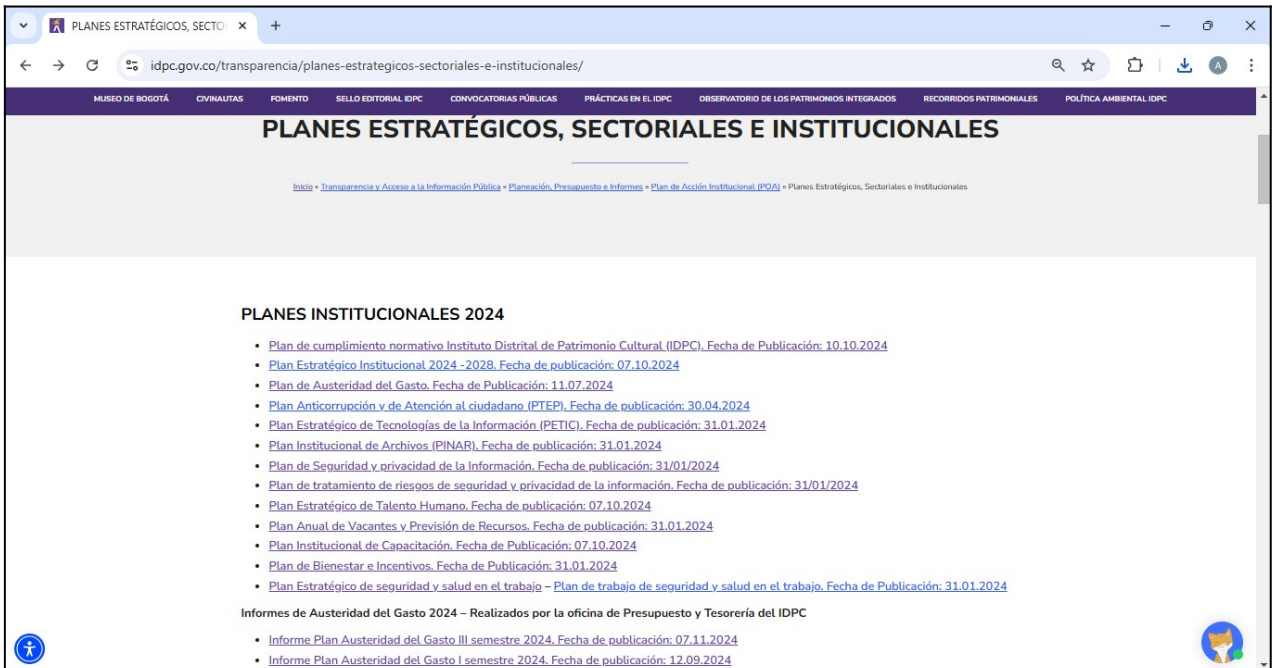 PLANES ESTRATÉGICOS, SECTO
idpc.gov.co/transparencia/planes-estrategicos-sectoriales-e-institucionales/
A
MUSEO DE BOGOTÁ CIVINAUTAS FOMENTO SELLO EDITORIAL IDPC CONVOCATORIAS PÚBLICAS PRÁCTICAS EN EL IDPC OBSERVATORIO DE LOS PATRIMONIOS INTEGRADOS RECORRIDOS PATRIMONIALES POLÍTICA AMBIENTAL IDPC
PLANES ESTRATÉGICOS, SECTORIALES E INSTITUCIONALES
Inicio » Transparencia y Acceso a la Información Pública » Planeación, Presupuesto e Informes » Plan de Acción Institucional (POA) » Planes Estratégicos, Sectoriales e Institucionales
PLANES INSTITUCIONALES 2024
• Plan de cumplimiento normativo Instituto Distrital de Patrimonio Cultural (IDPC). Fecha de Publicación: 10.10.2024
• Plan Estratégico Institucional 2024 -2028. Fecha de publicación: 07.10.2024
• Plan de Austeridad del Gasto. Fecha de Publicación: 11.07.2024
• Plan Anticorrupción y de Atención al ciudadano (PTEP). Fecha de publicación: 30.04.2024
• Plan Estratégico de Tecnologías de la Información (PETIC). Fecha de publicación: 31.01.2024
• Plan Institucional de Archivos (PINAR). Fecha de publicación: 31.01.2024
• Plan de Seguridad y privacidad de la Información. Fecha de publicación: 31/01/2024
• Plan de tratamiento de riesgos de seguridad y privacidad de la información. Fecha de publicación: 31/01/2024
• Plan Estratégico de Talento Humano. Fecha de publicación: 07.10.2024
• Plan Anual de Vacantes y Previsión de Recursos. Fecha de publicación: 31.01.2024
• Plan Institucional de Capacitación. Fecha de Publicación: 07.10.2024
• Plan de Bienestar e Incentivos. Fecha de Publicación: 31.01.2024
• Plan Estratégico de seguridad y salud en el trabajo – Plan de trabajo de seguridad y salud en el trabajo. Fecha de Publicación: 31.01.2024
Informes de Austeridad del Gasto 2024 – Realizados por la oficina de Presupuesto y Tesorería del IDPC
• Informe Plan Austeridad del Gasto III semestre 2024. Fecha de publicación: 07.11.2024
• Informe Plan Austeridad del Gasto I semestre 2024. Fecha de publicación: 12.09.2024